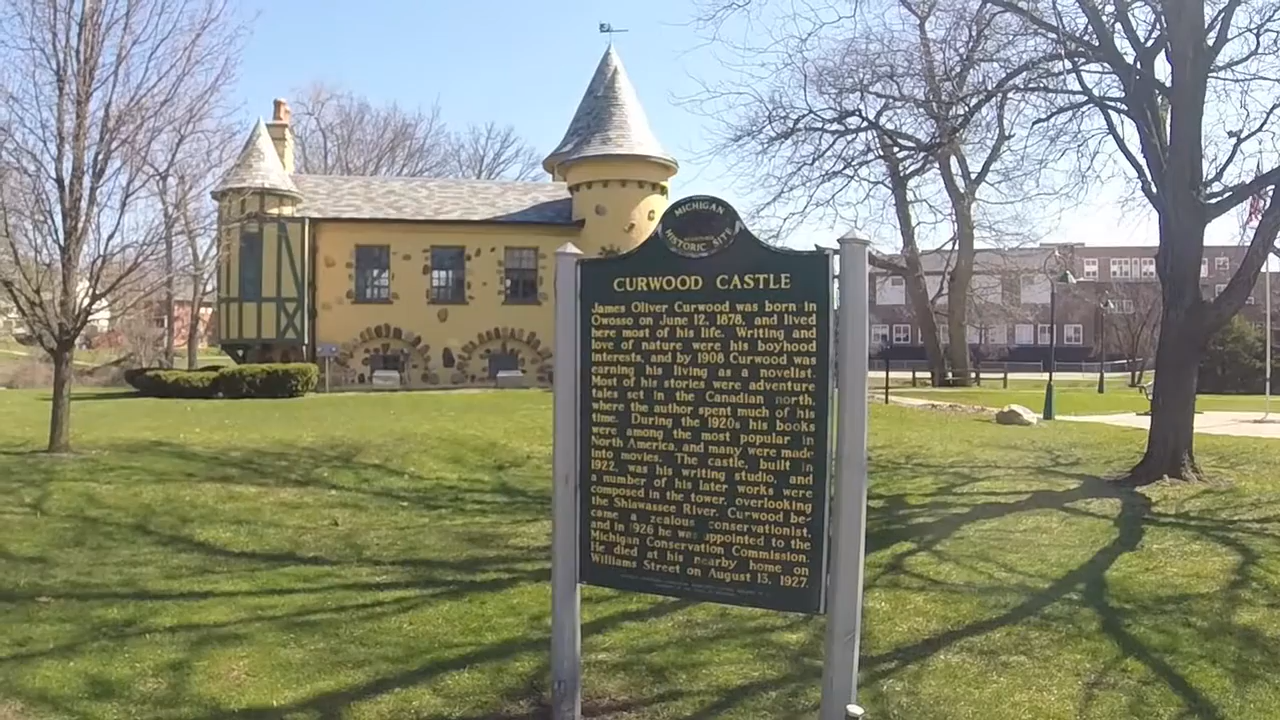 MICHIGAN
REGISTERED
HISTORIC SITE
CURWOOD CASTLE
James Oliver Curwood was born in
Owosso on June 12, 1878, and lived
here most of his life. Writing and
love of nature were his boyhood
interests, and by 1908 Curwood was
earning his living as a novelist.
Most of his stories were adventure
tales set in the Canadian north,
where the author spent much of his
time. During the 1920s his books
were among the most popular in
North America, and many were made
into movies. The castle, built in
1922, was his writing studio, and
a number of his later works were
composed in the tower, overlooking
the Shiawassee River. Curwood be-
came a zealous conservationist,
and in 1926 he was appointed to the
Michigan Conservation Commission.
He died at his nearby home on
Williams Street on August 13, 1927.